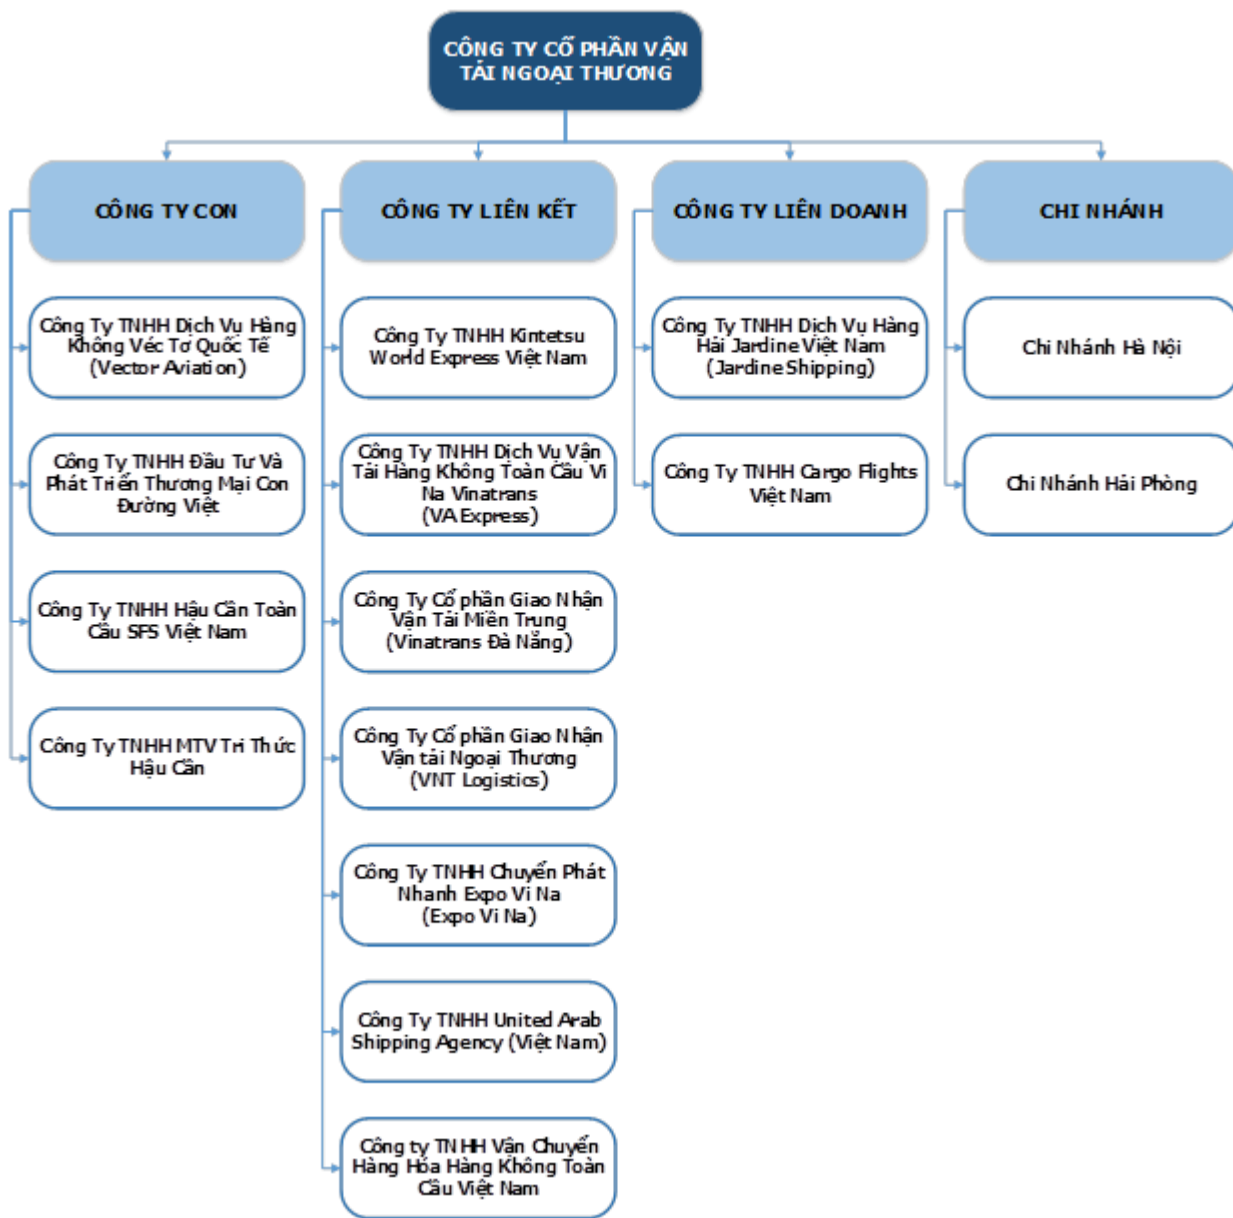 CÔNG TY CỔ PHẦN VẬN
TẢI NGOẠI THƯƠNG
CÔNG TY CON
Công Ty TNHH Dịch Vụ Hàng
Không Véc Tơ Quốc Tế
(Vector Aviation)
Công Ty TNHH Đầu Tư Và
Phát Triển Thương Mại Con
Đường Việt
Công Ty TNHH Hậu Cần Toàn
Cầu SFS Việt Nam
Công Ty TNHH MTV Tri Thức
Hậu Cần
CÔNG TY LIÊN KẾT
Công Ty TNHH Kintetsu
World Express Việt Nam
Công Ty TNHH Dịch Vụ Vận
Tải Hàng Không Toàn Cầu Vi
Na Vinatrans
(VA Express)
Công Ty Cổ phần Giao Nhận
Vận Tải Miền Trung
(Vinatrans Đà Nẵng)
Công Ty Cổ phần Giao Nhận
Vận tải Ngoại Thương
(VNT Logistics)
Công Ty TNHH Chuyển Phát
Nhanh Expo Vi Na
(Expo Vi Na)
Công Ty TNHH United Arab
Shipping Agency (Việt Nam)
Công ty TNHH Vận Chuyển
Hàng Hóa Hàng Không Toàn
Cầu Việt Nam
CÔNG TY LIÊN DOANH
Công Ty TNHH Dịch Vụ Hàng
Hải Jardine Việt Nam
(Jardine Shipping)
Công Ty TNHH Cargo Flights
Việt Nam
CHI NHÁNH
Chi Nhánh Hà Nội
Chi Nhánh Hải Phòng